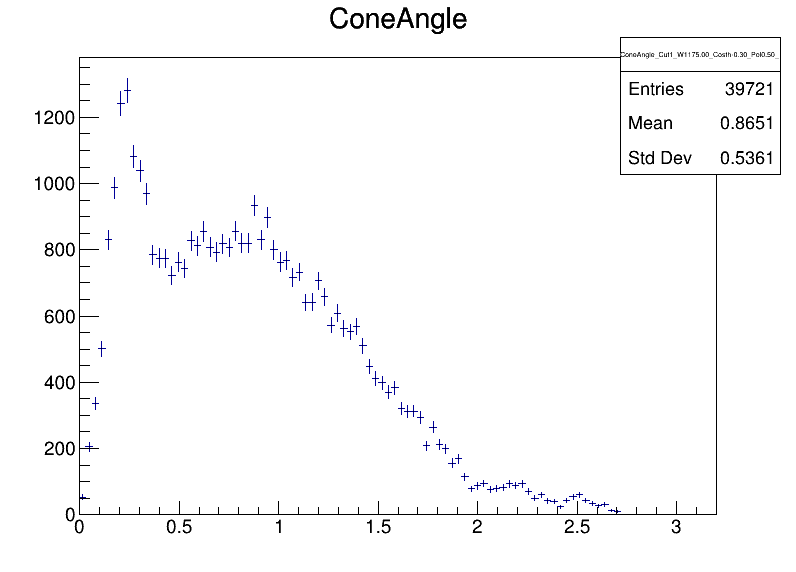 ConeAngle
ConeAngle_Cut1_W1175.00_Costh-0.30_Pol0.50_
Entries 39721
Mean 0.8651
Std Dev 0.5361
1200
1000
800
600
400
200
0
0 0.5 1 1.5 2 2.5 3